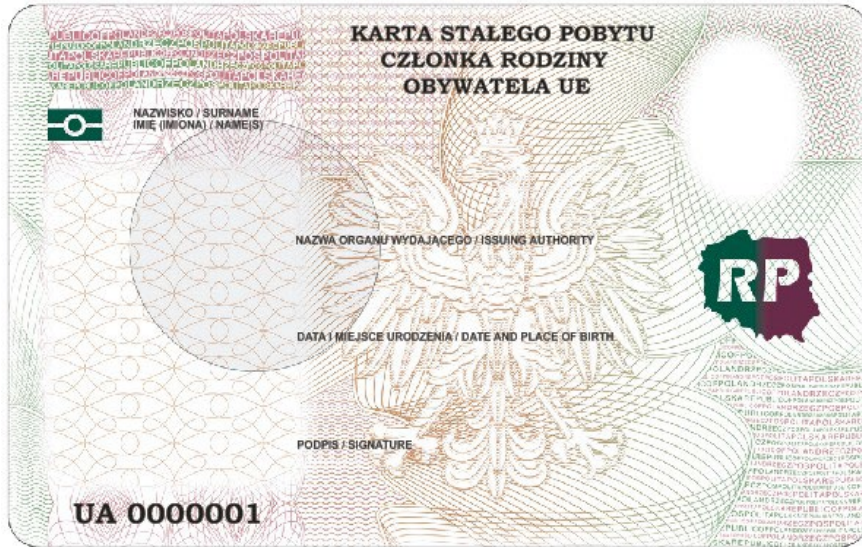 KARTA STAŁEGO POBYTU
CZŁONKA RODZINY
OBYWATELA UE
NAZWISKO / SURNAME
IMIĘ (IMIONA) / NAME(S)
NAZWA ORGANU WYDAJĄCEGO / ISSUING AUTHORITY
RP
DATA I MIEJSCE URODZENIA / DATE AND PLACE OF BIRTH
PODPIS / SIGNATURE
UA 0000001